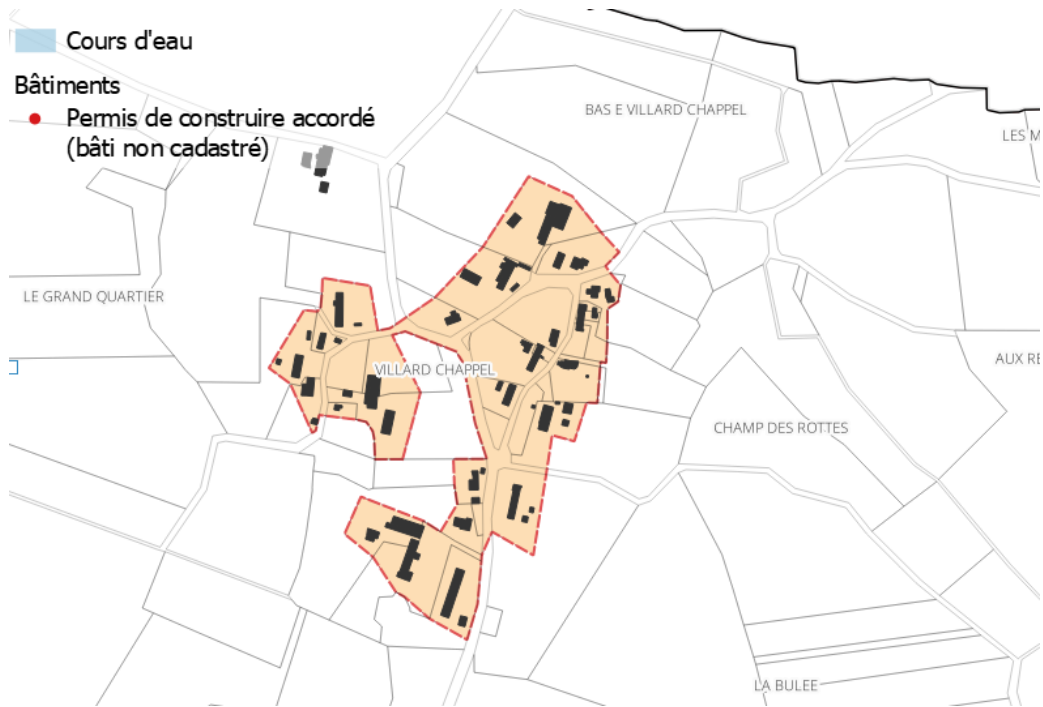 Cours d'eau
Bâtiments
Permis de construire accordé
(bâti non cadastré)
BAS E VILLARD CHAPPEL
LES M
LE GRAND QUARTIER
VILLARD CHAPPEL
AUX RE
CHAMP DES ROTTES
LA BULEE